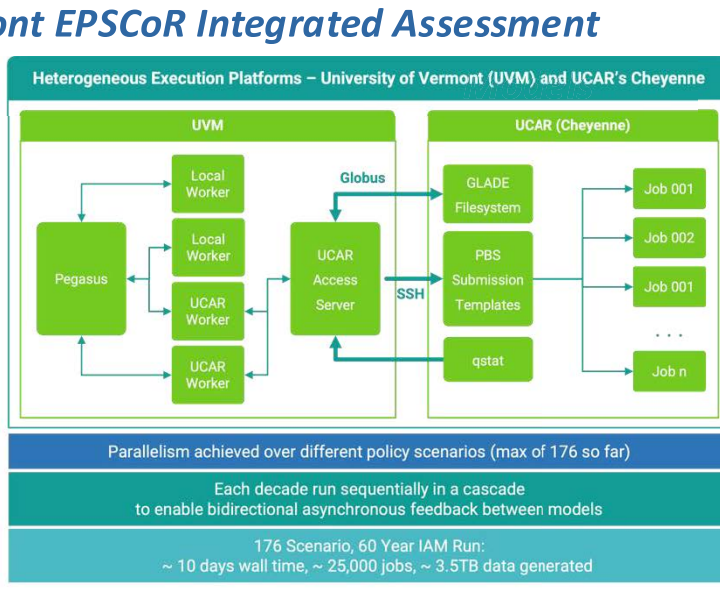 ont EPSCoR Integrated Assessment
Heterogeneous Execution Platforms – University of Vermont (UVM) and UCAR's Cheyenne
UVM
UCAR (Cheyenne)
Pegasus
Local
Worker
Local
Worker
UCAR
Worker
UCAR
Worker
UCAR
Access
Server
Globus
SSH
GLADE
Filesystem
PBS
Submission
Templates
qstat
Job 001
Job 002
Job 001
. . .
Job n
Parallelism achieved over different policy scenarios (max of 176 so far)
Each decade run sequentially in a cascade
to enable bidirectional asynchronous feedback between models
176 Scenario, 60 Year IAM Run:
~ 10 days wall time, ~ 25,000 jobs, ~ 3.5TB data generated